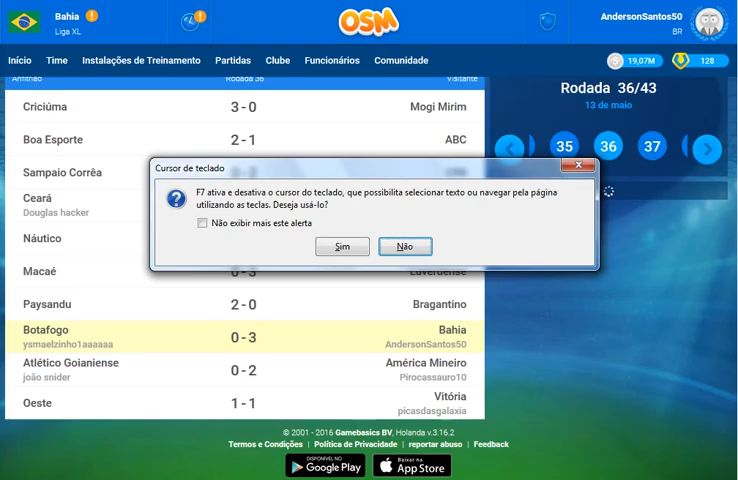 Bahia
Liga XL
OSM
AndersonSantos50
BR
Início Time Instalações de Treinamento Partidas Clube Funcionários Comunidade
19,07M 128
Anfitrião Rodada 36 Visitante
Rodada 36/43
13 de maio
35 36 37
Criciúma 3-0 Mogi Mirim
Boa Esporte 2-1 ABC
Sampaio Corrêa
Ceará
Douglas hacker
Náutico
Macaé 0-3 Luverdense
Paysandu 2-0 Bragantino
Botafogo 0-3 Bahia
ysmaelzinho1aaaaaa AndersonSantos50
Atlético Goianiense 0-2 América Mineiro
joão snider Pirocassauro10
Oeste 1-1 Vitória
picasdasgalaxia
Cursor de teclado
F7 ativa e desativa o cursor do teclado, que possibilita selecionar texto ou navegar pela página
utilizando as teclas. Deseja usá-lo?
Não exibir mais este alerta
Sim Não
© 2001 - 2016 Gamebasics BV, Holanda v.3.16.2
Termos e Condições | Política de Privacidade | reportar abuso | Feedback
DISPONÍVEL NO
Google Play
Baixar na
App Store